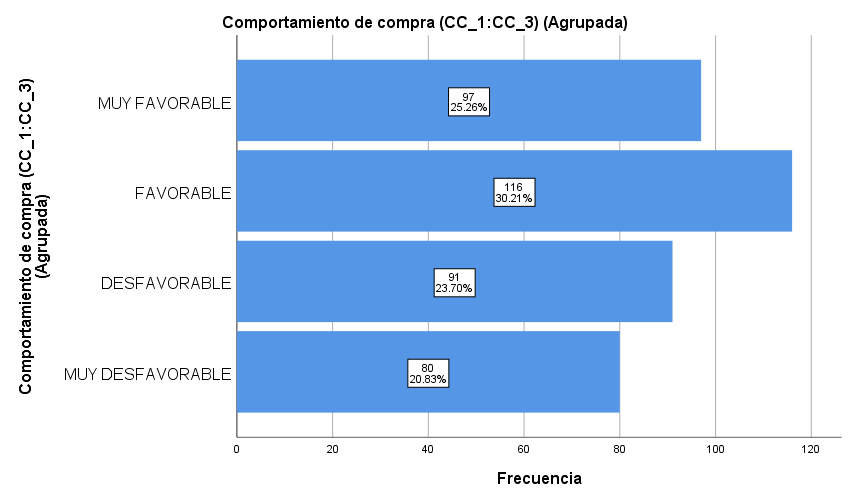 Comportamiento de compra (CC_1:CC_3) (Agrupada)
Comportamiento de compra (CC_1:CC_3)
(Agrupada)
MUY FAVORABLE
97
25.26%
FAVORABLE
116
30.21%
DESFAVORABLE
91
23.70%
MUY DESFAVORABLE
80
20.83%
0 20 40 60 80 100 120
Frecuencia